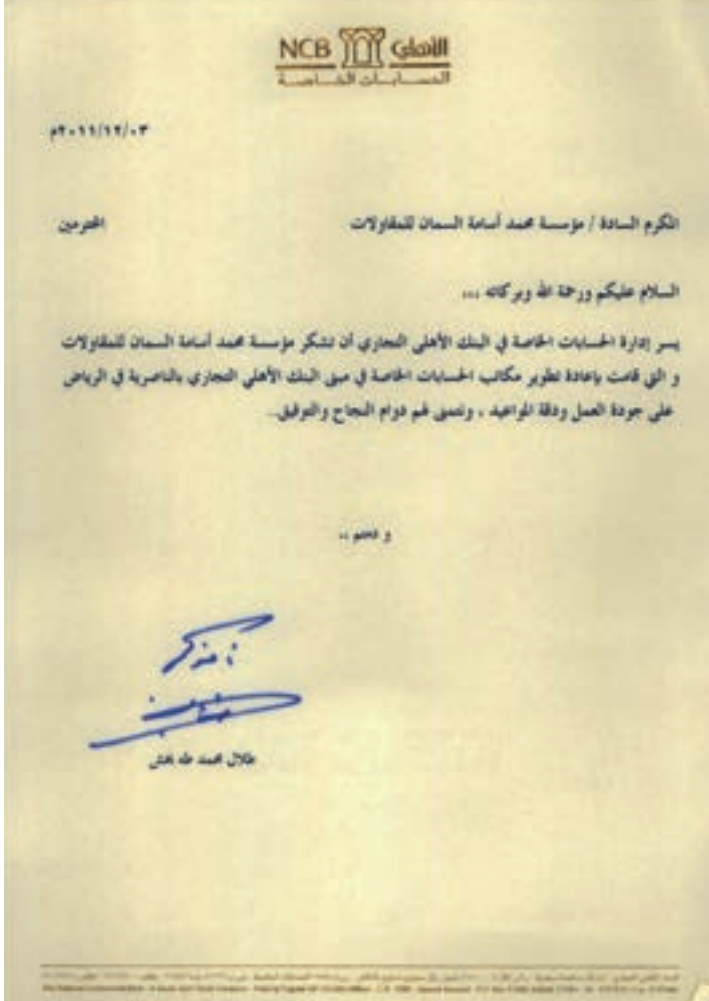 NCB الأهلي
الحسابات الخاصة
٢٠١١/١٢/٠٣م
المكرم السادة / مؤسسة محمد أسامة السمان للمقاولات المحترمين
السلام عليكم ورحمة الله وبركاته ،،،
يسر إدارة الحسابات الخاصة في البنك الأهلي التجاري أن تشكر مؤسسة محمد أسامة السمان للمقاولات
و التي قامت بإعادة تطوير مكاتب الحسابات الخاصة في مبنى البنك الأهلي التجاري بالناصرية في الرياض
على جودة العمل ودقة المواعيد ، ونتمنى لهم دوام النجاح والتوفيق..
و دمتم ،،
طلال محمد طه بخش